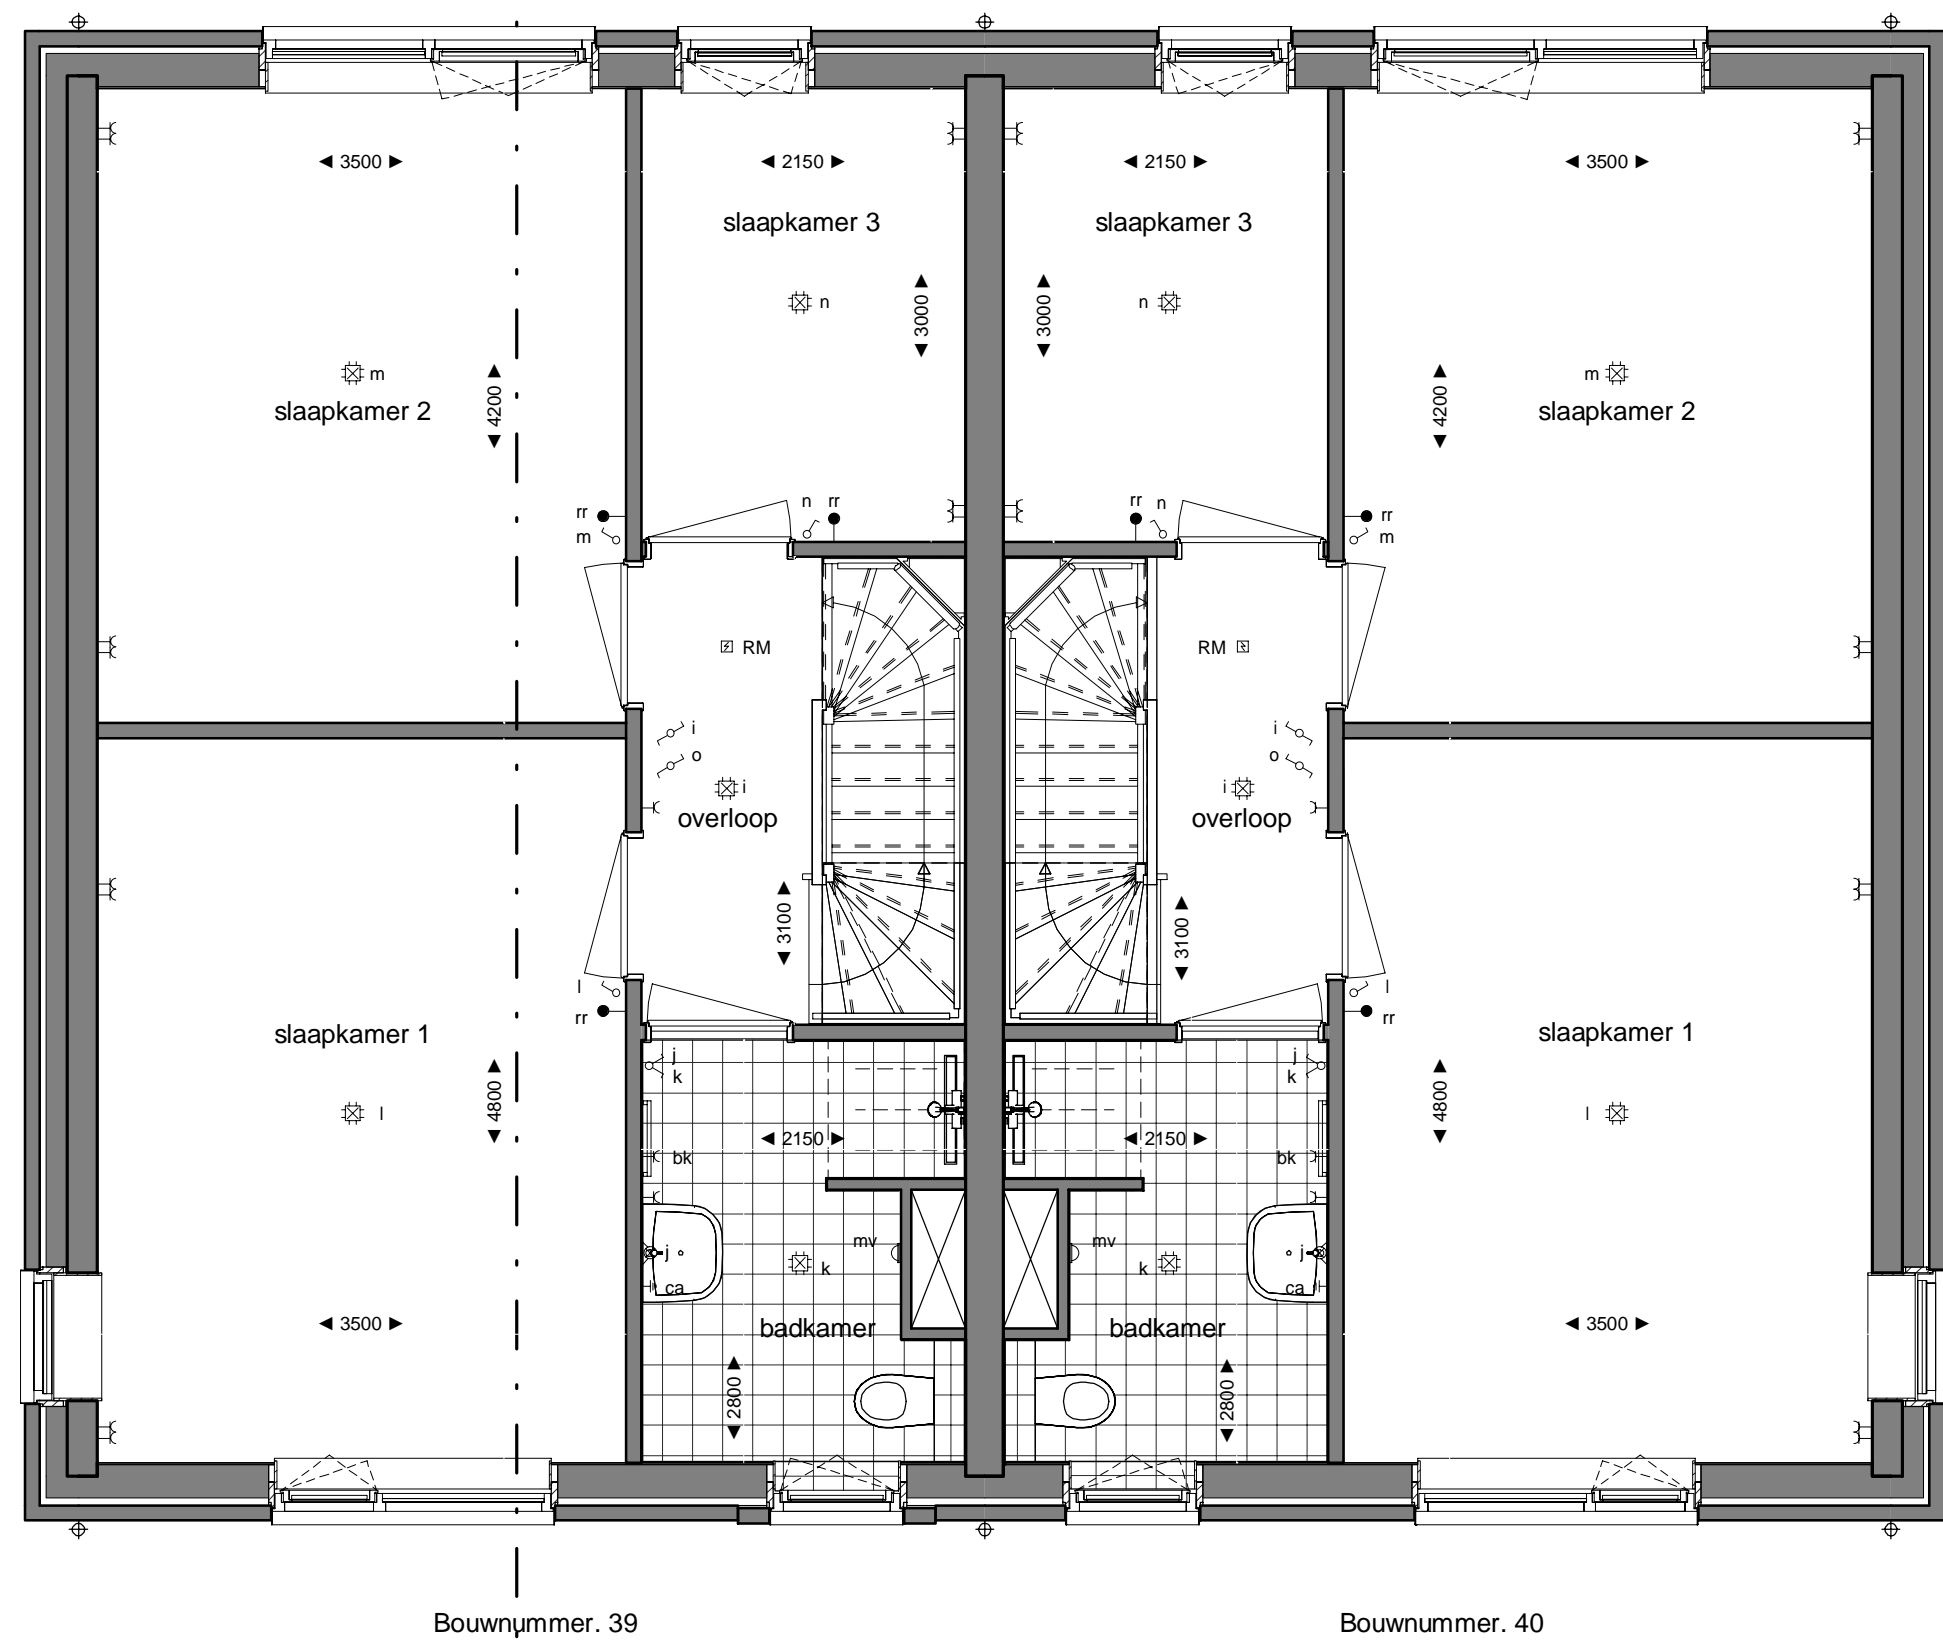 ◄ 3500 ► ◄ 2150 ► ◄ 2150 ► ◄ 3500 ►
slaapkamer 3 slaapkamer 3
n n
◄ 3000 ► ◄ 3000 ►
m m
slaapkamer 2 slaapkamer 2
◄ 4200 ► ◄ 4200 ►
rr n rr rr n rr
m m
RM RM
i i
o o
i i
overloop overloop
◄ 3100 ► ◄ 3100 ►
l l
rr rr
slaapkamer 1 slaapkamer 1
j j
k k
l l
◄ 4800 ► ◄ 4800 ►
◄ 2150 ► ◄ 2150 ►
bk bk
mv mv
j j
k k
ca ca
◄ 3500 ► ◄ 3500 ►
badkamer badkamer
◄ 2800 ► ◄ 2800 ►
Bouwnummer. 39 Bouwnummer. 40